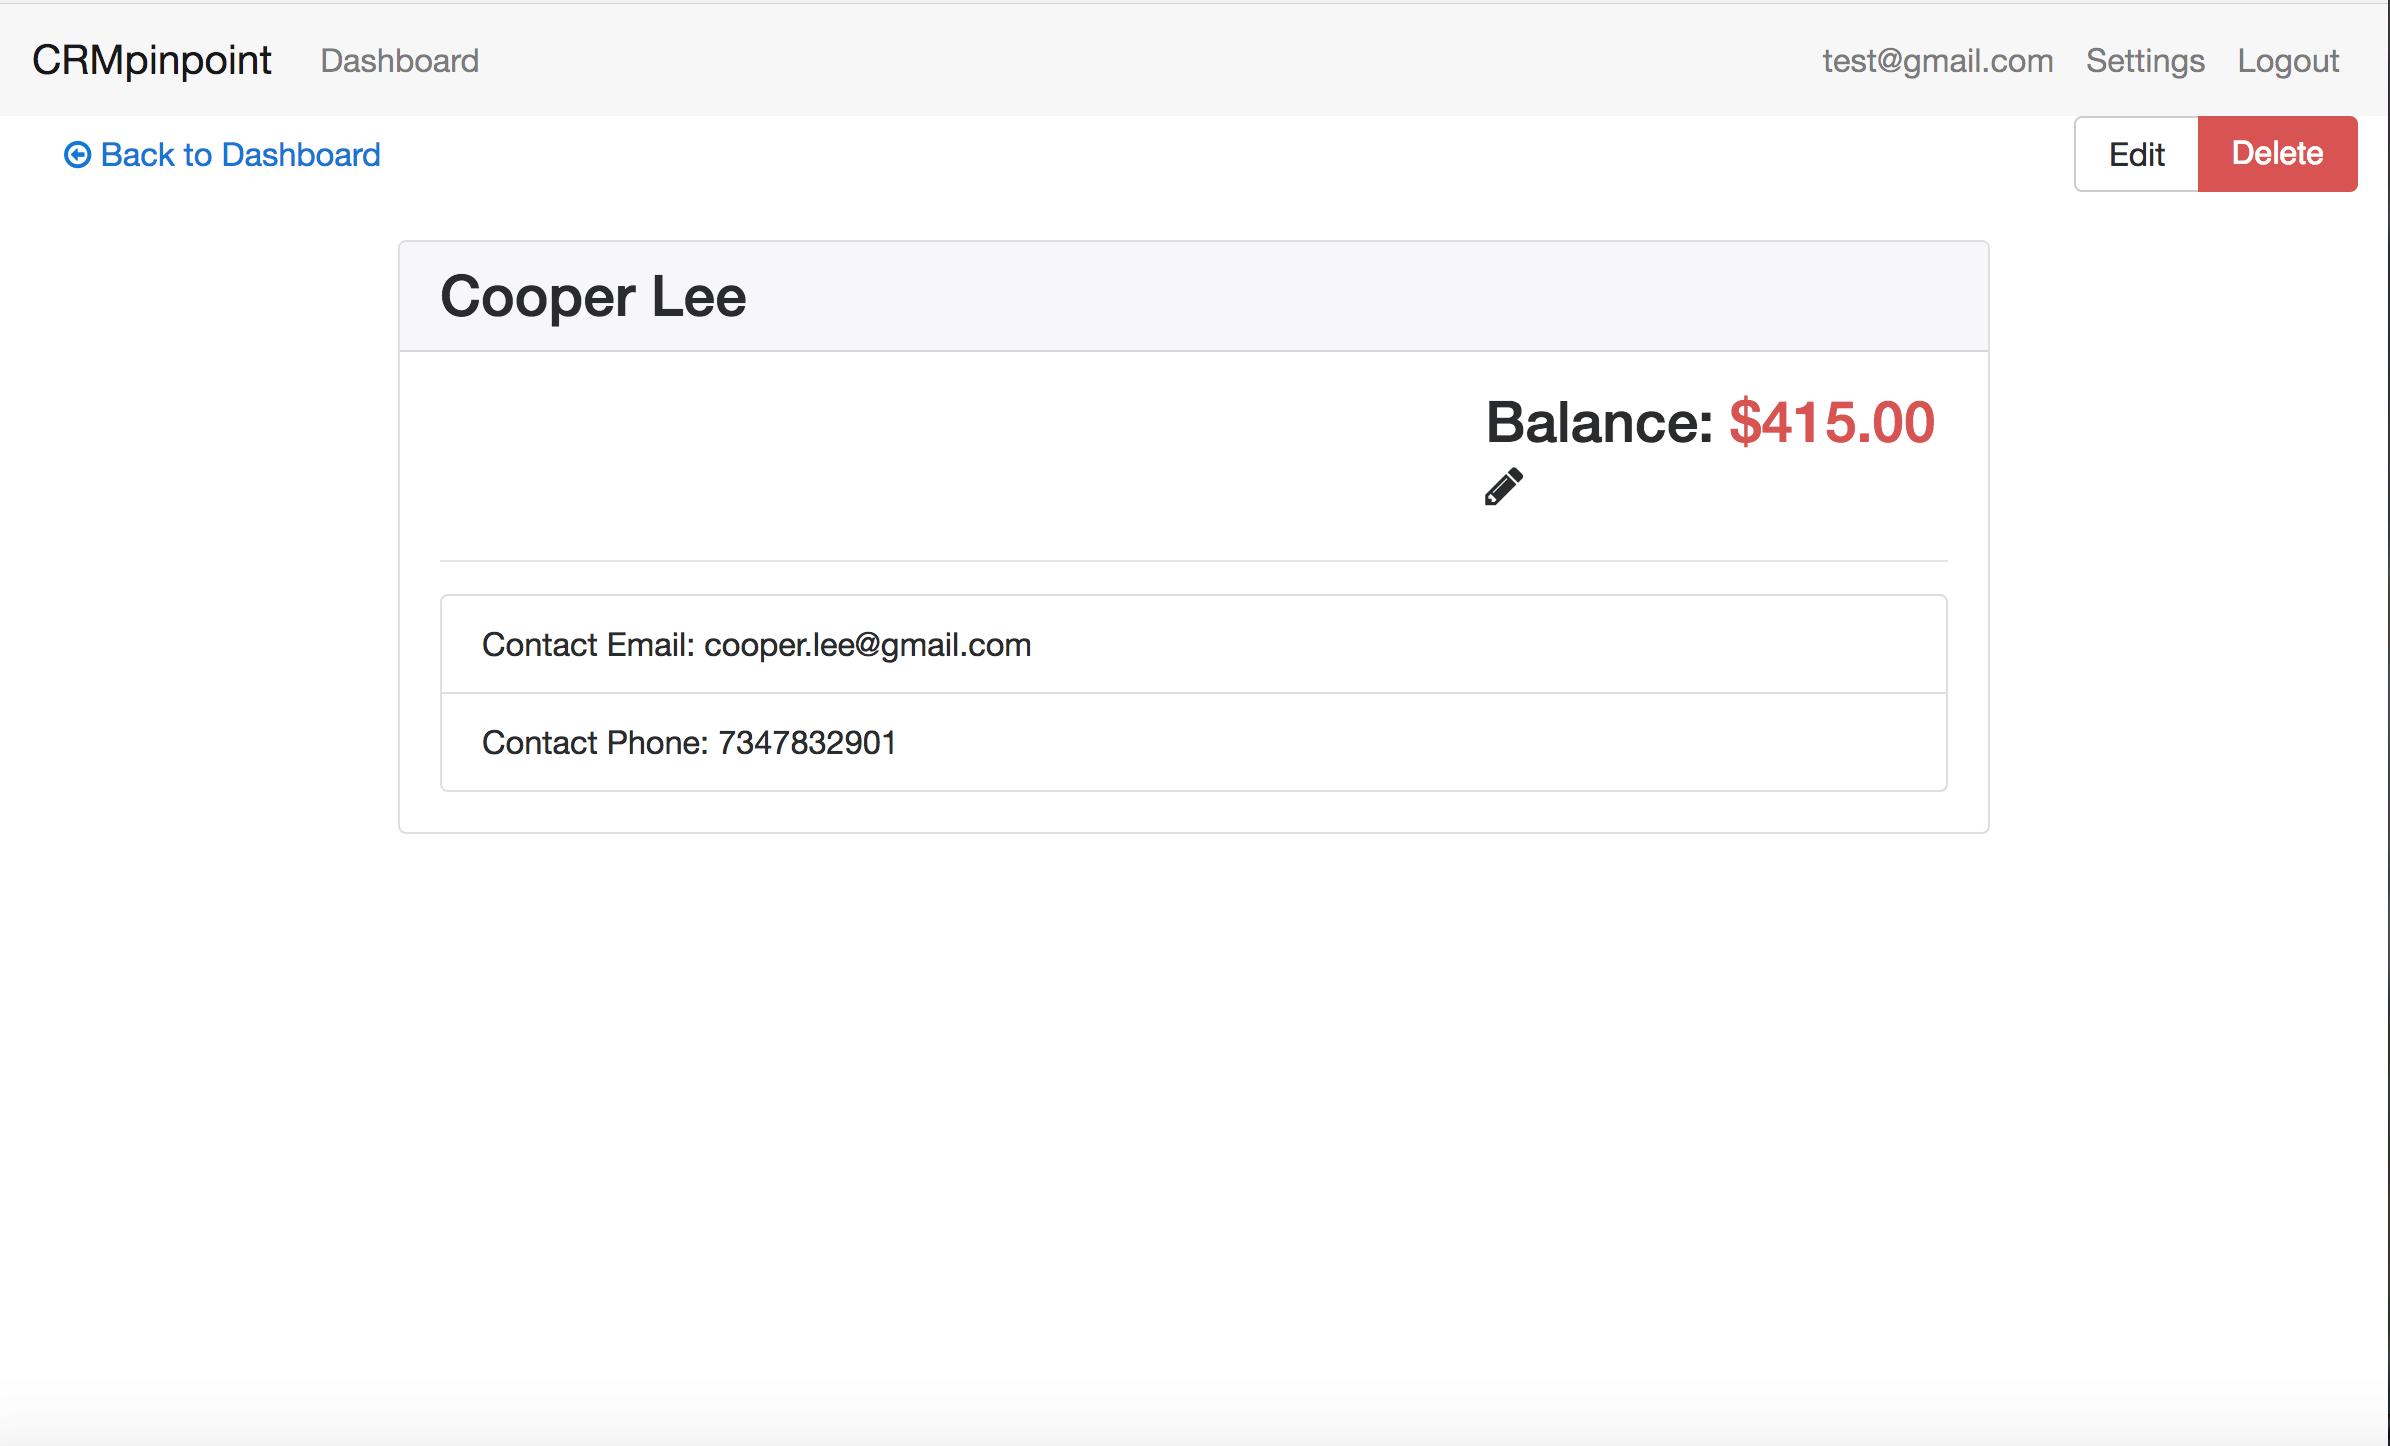 CRMpinpoint Dashboard test@gmail.com Settings Logout
Back to Dashboard Edit Delete
Cooper Lee
Balance: $415.00
Contact Email: cooper.lee@gmail.com
Contact Phone: 7347832901